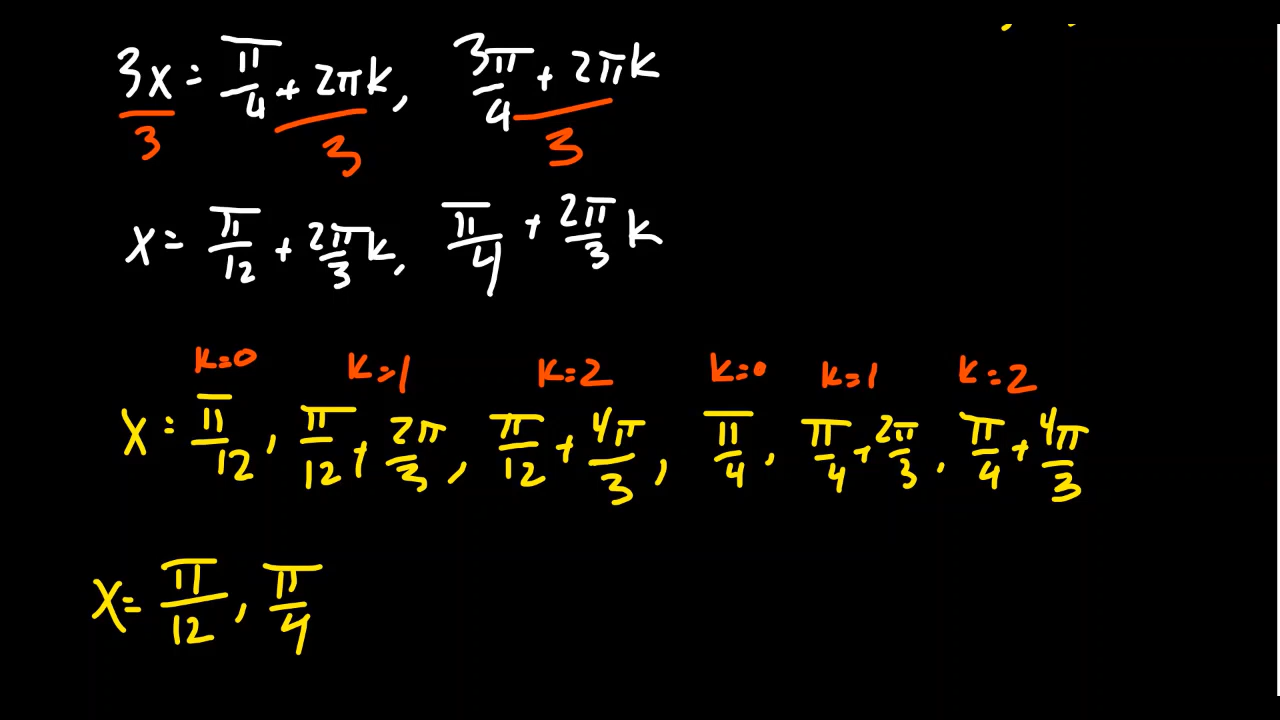 3x = π/4 + 2πk, 3π/4 + 2πk
3 3 3
x = π/12 + 2π/3 k, π/4 + 2π/3 k
k=0 k=1 k=2 k=0 k=1 k=2
x = π/12, π/12 + 2π/3, π/12 + 4π/3, π/4, π/4 + 2π/3, π/4 + 4π/3
x = π/12, π/4